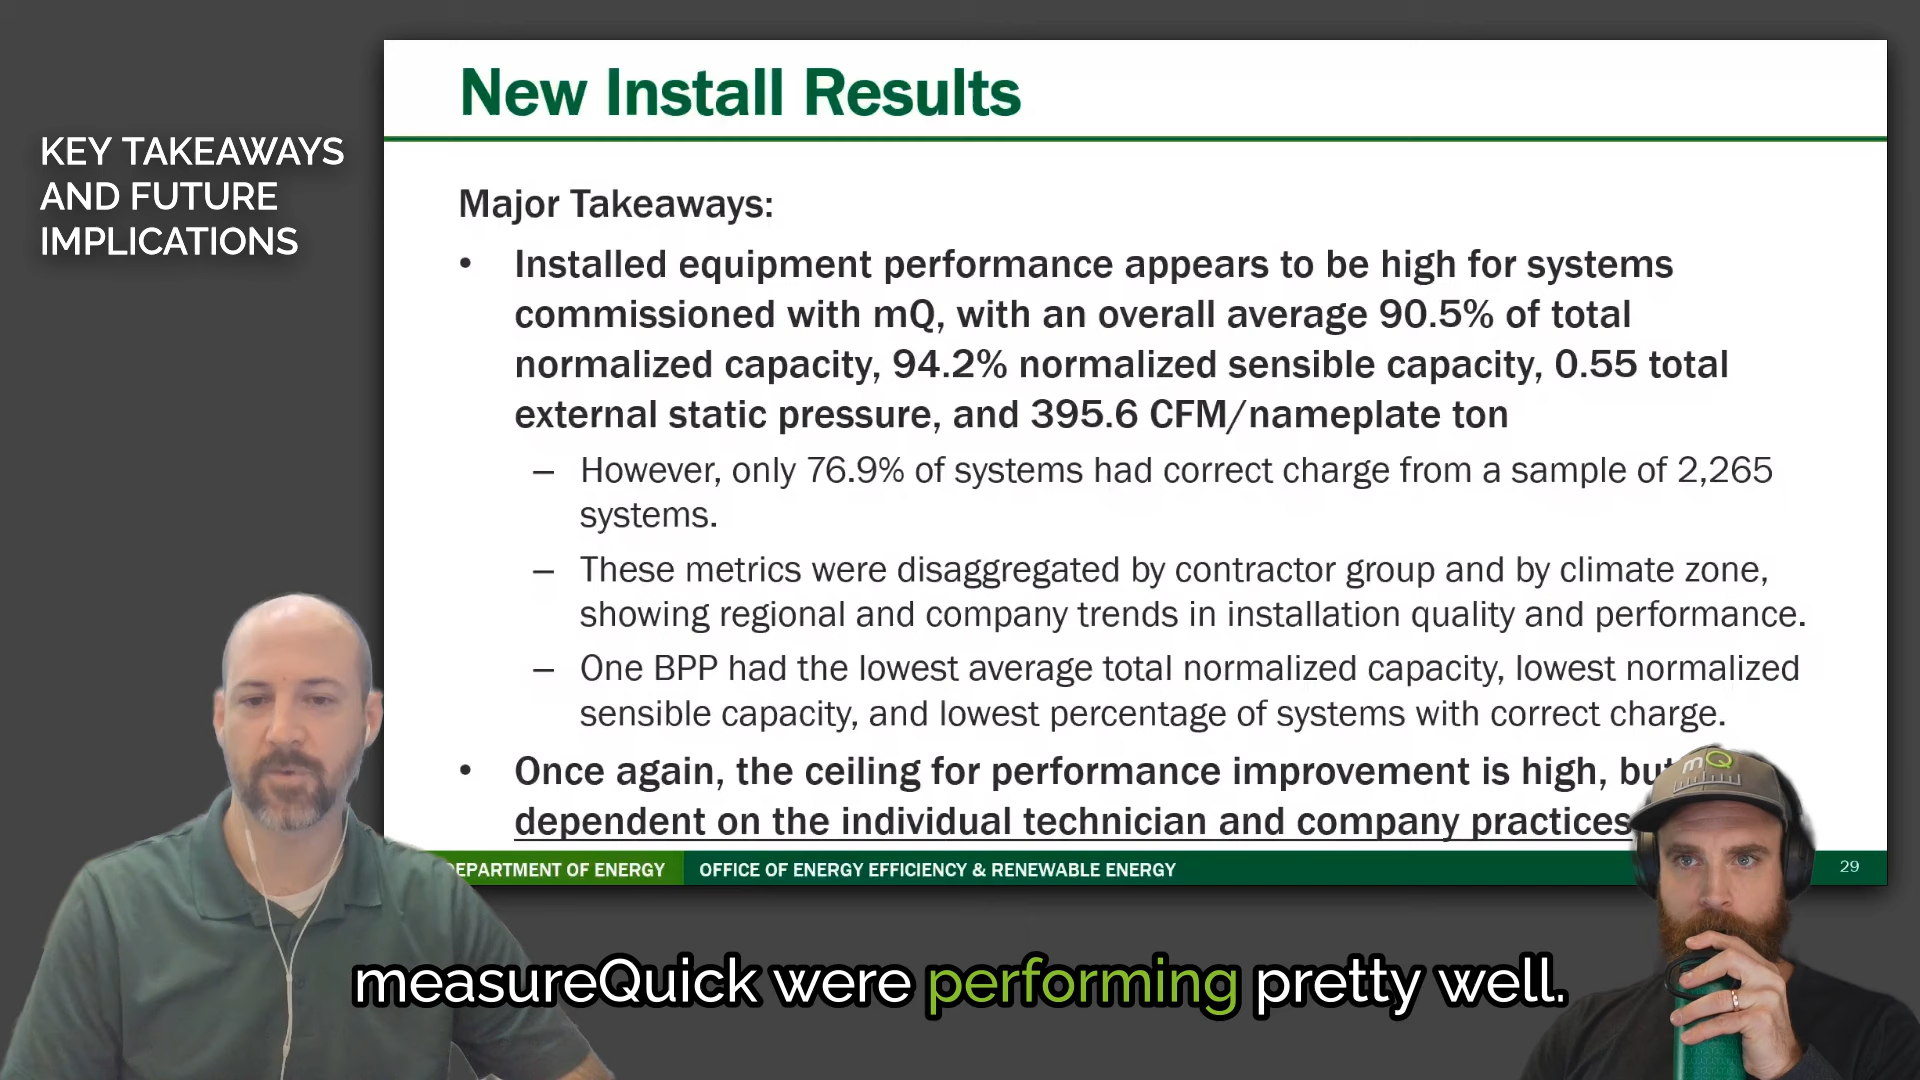 New Install Results
KEY TAKEAWAYS
AND FUTURE
IMPLICATIONS
Major Takeaways:
• Installed equipment performance appears to be high for systems
commissioned with mQ, with an overall average 90.5% of total
normalized capacity, 94.2% normalized sensible capacity, 0.55 total
external static pressure, and 395.6 CFM/nameplate ton
– However, only 76.9% of systems had correct charge from a sample of 2,265
systems.
– These metrics were disaggregated by contractor group and by climate zone,
showing regional and company trends in installation quality and performance.
– One BPP had the lowest average total normalized capacity, lowest normalized
sensible capacity, and lowest percentage of systems with correct charge.
• Once again, the ceiling for performance improvement is high, but
dependent on the individual technician and company practices
mQ
EPARTMENT OF ENERGY OFFICE OF ENERGY EFFICIENCY & RENEWABLE ENERGY 29
measureQuick were performing pretty well.